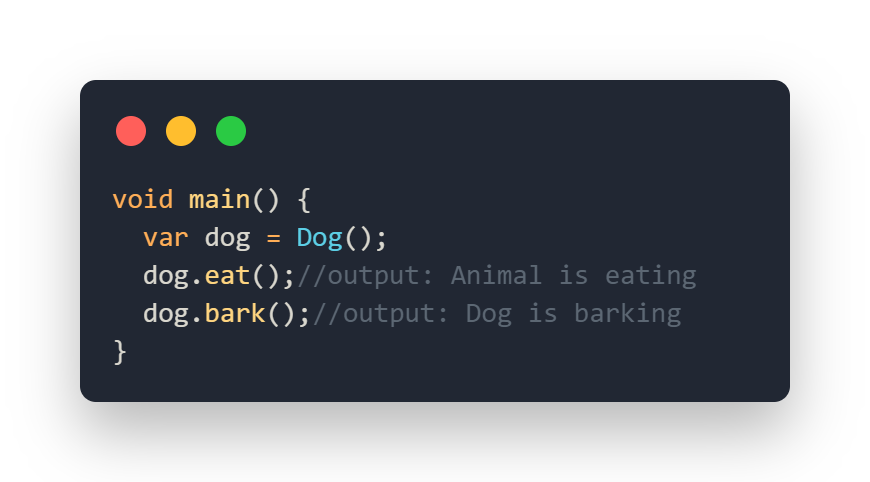 void main() {
  var dog = Dog();
  dog.eat();//output: Animal is eating
  dog.bark();//output: Dog is barking
}